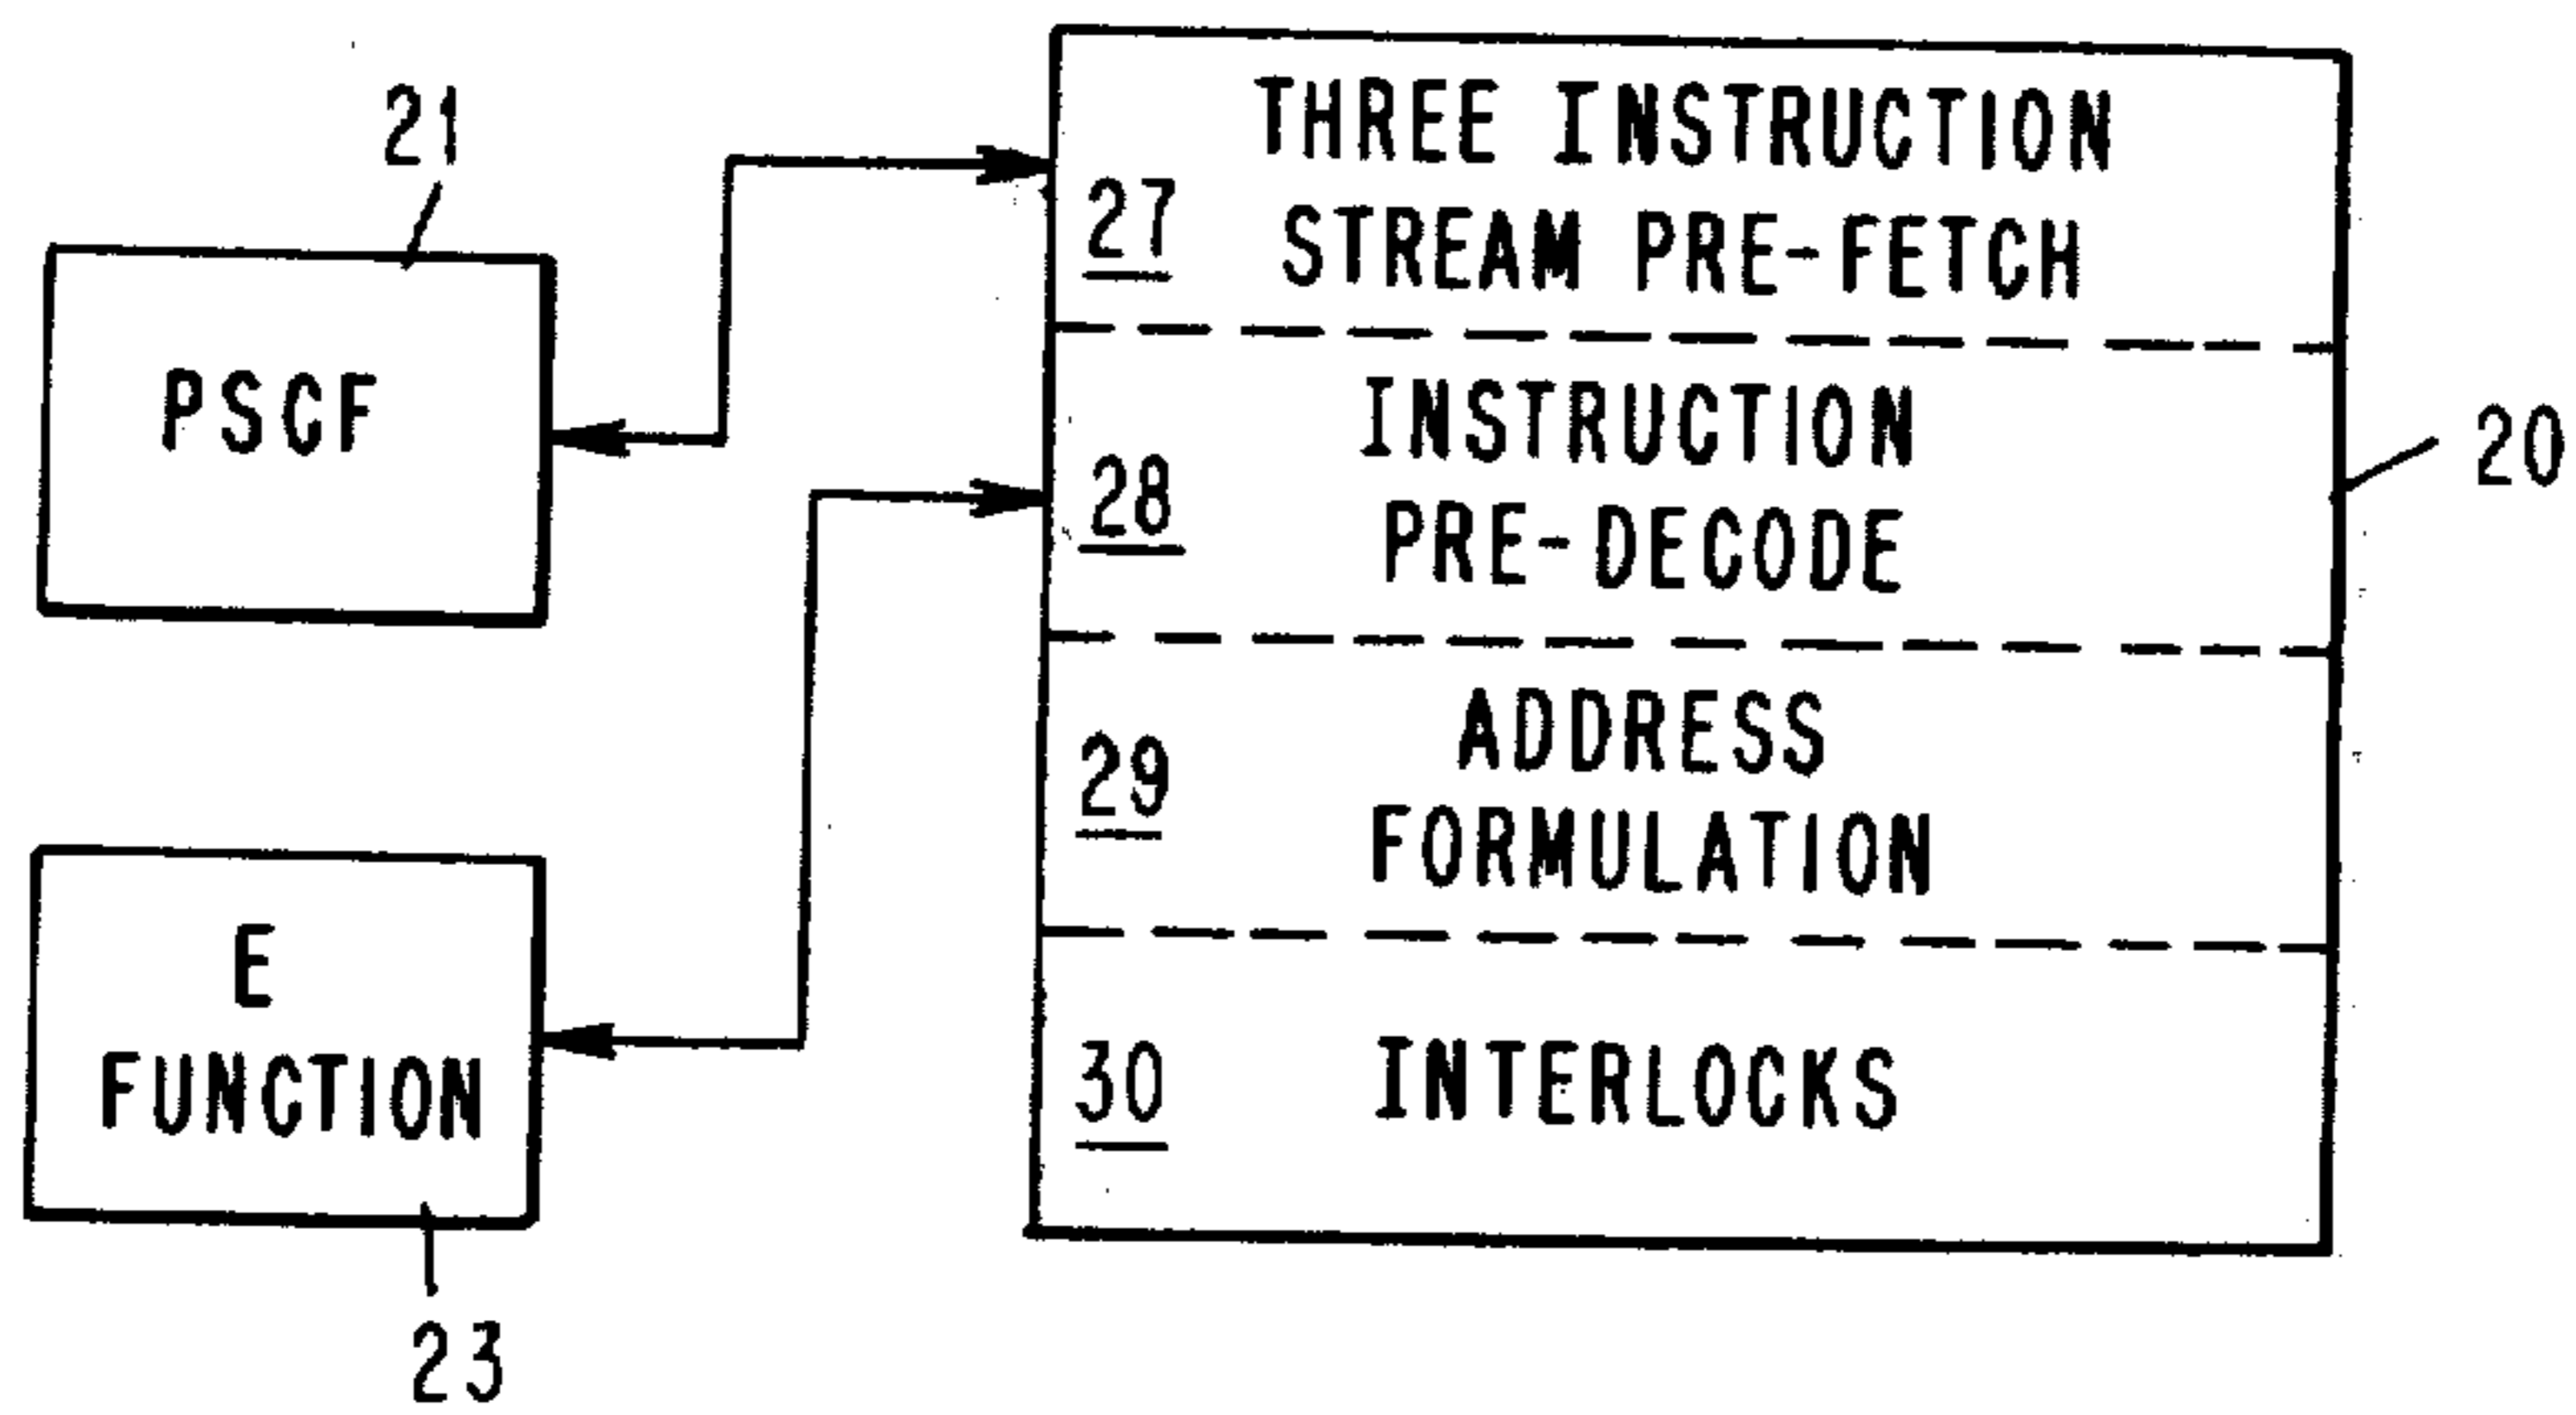 21
PSCF
E
FUNCTION
23
THREE INSTRUCTION
27 STREAM PRE-FETCH
INSTRUCTION
28 PRE-DECODE
20
29 ADDRESS
FORMULATION
30 INTERLOCKS